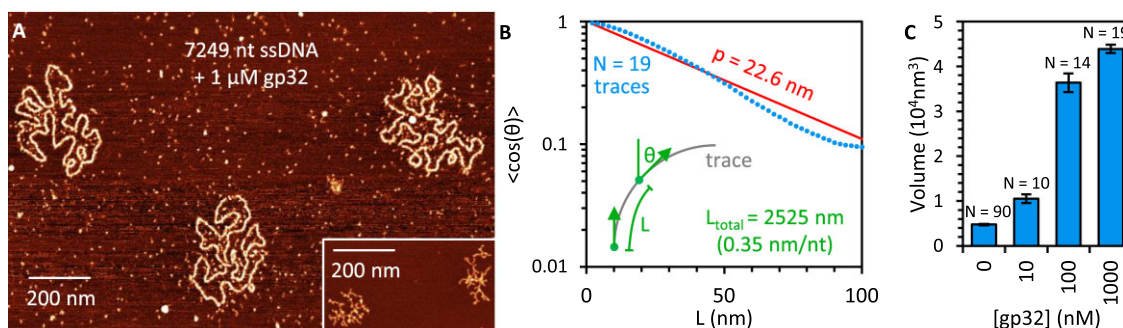 A
7249 nt ssDNA
+ 1 μM gp32
200 nm
200 nm
B
<cos(θ)>
1
0.1
0.01
N = 19
traces
p = 22.6 nm
θ
trace
L
L_total = 2525 nm
(0.35 nm/nt)
0
50
100
L (nm)
C
Volume (10⁴nm³)
5
4
3
2
1
0
N = 90
N = 10
N = 14
N = 19
0
10
100
1000
[gp32] (nM)